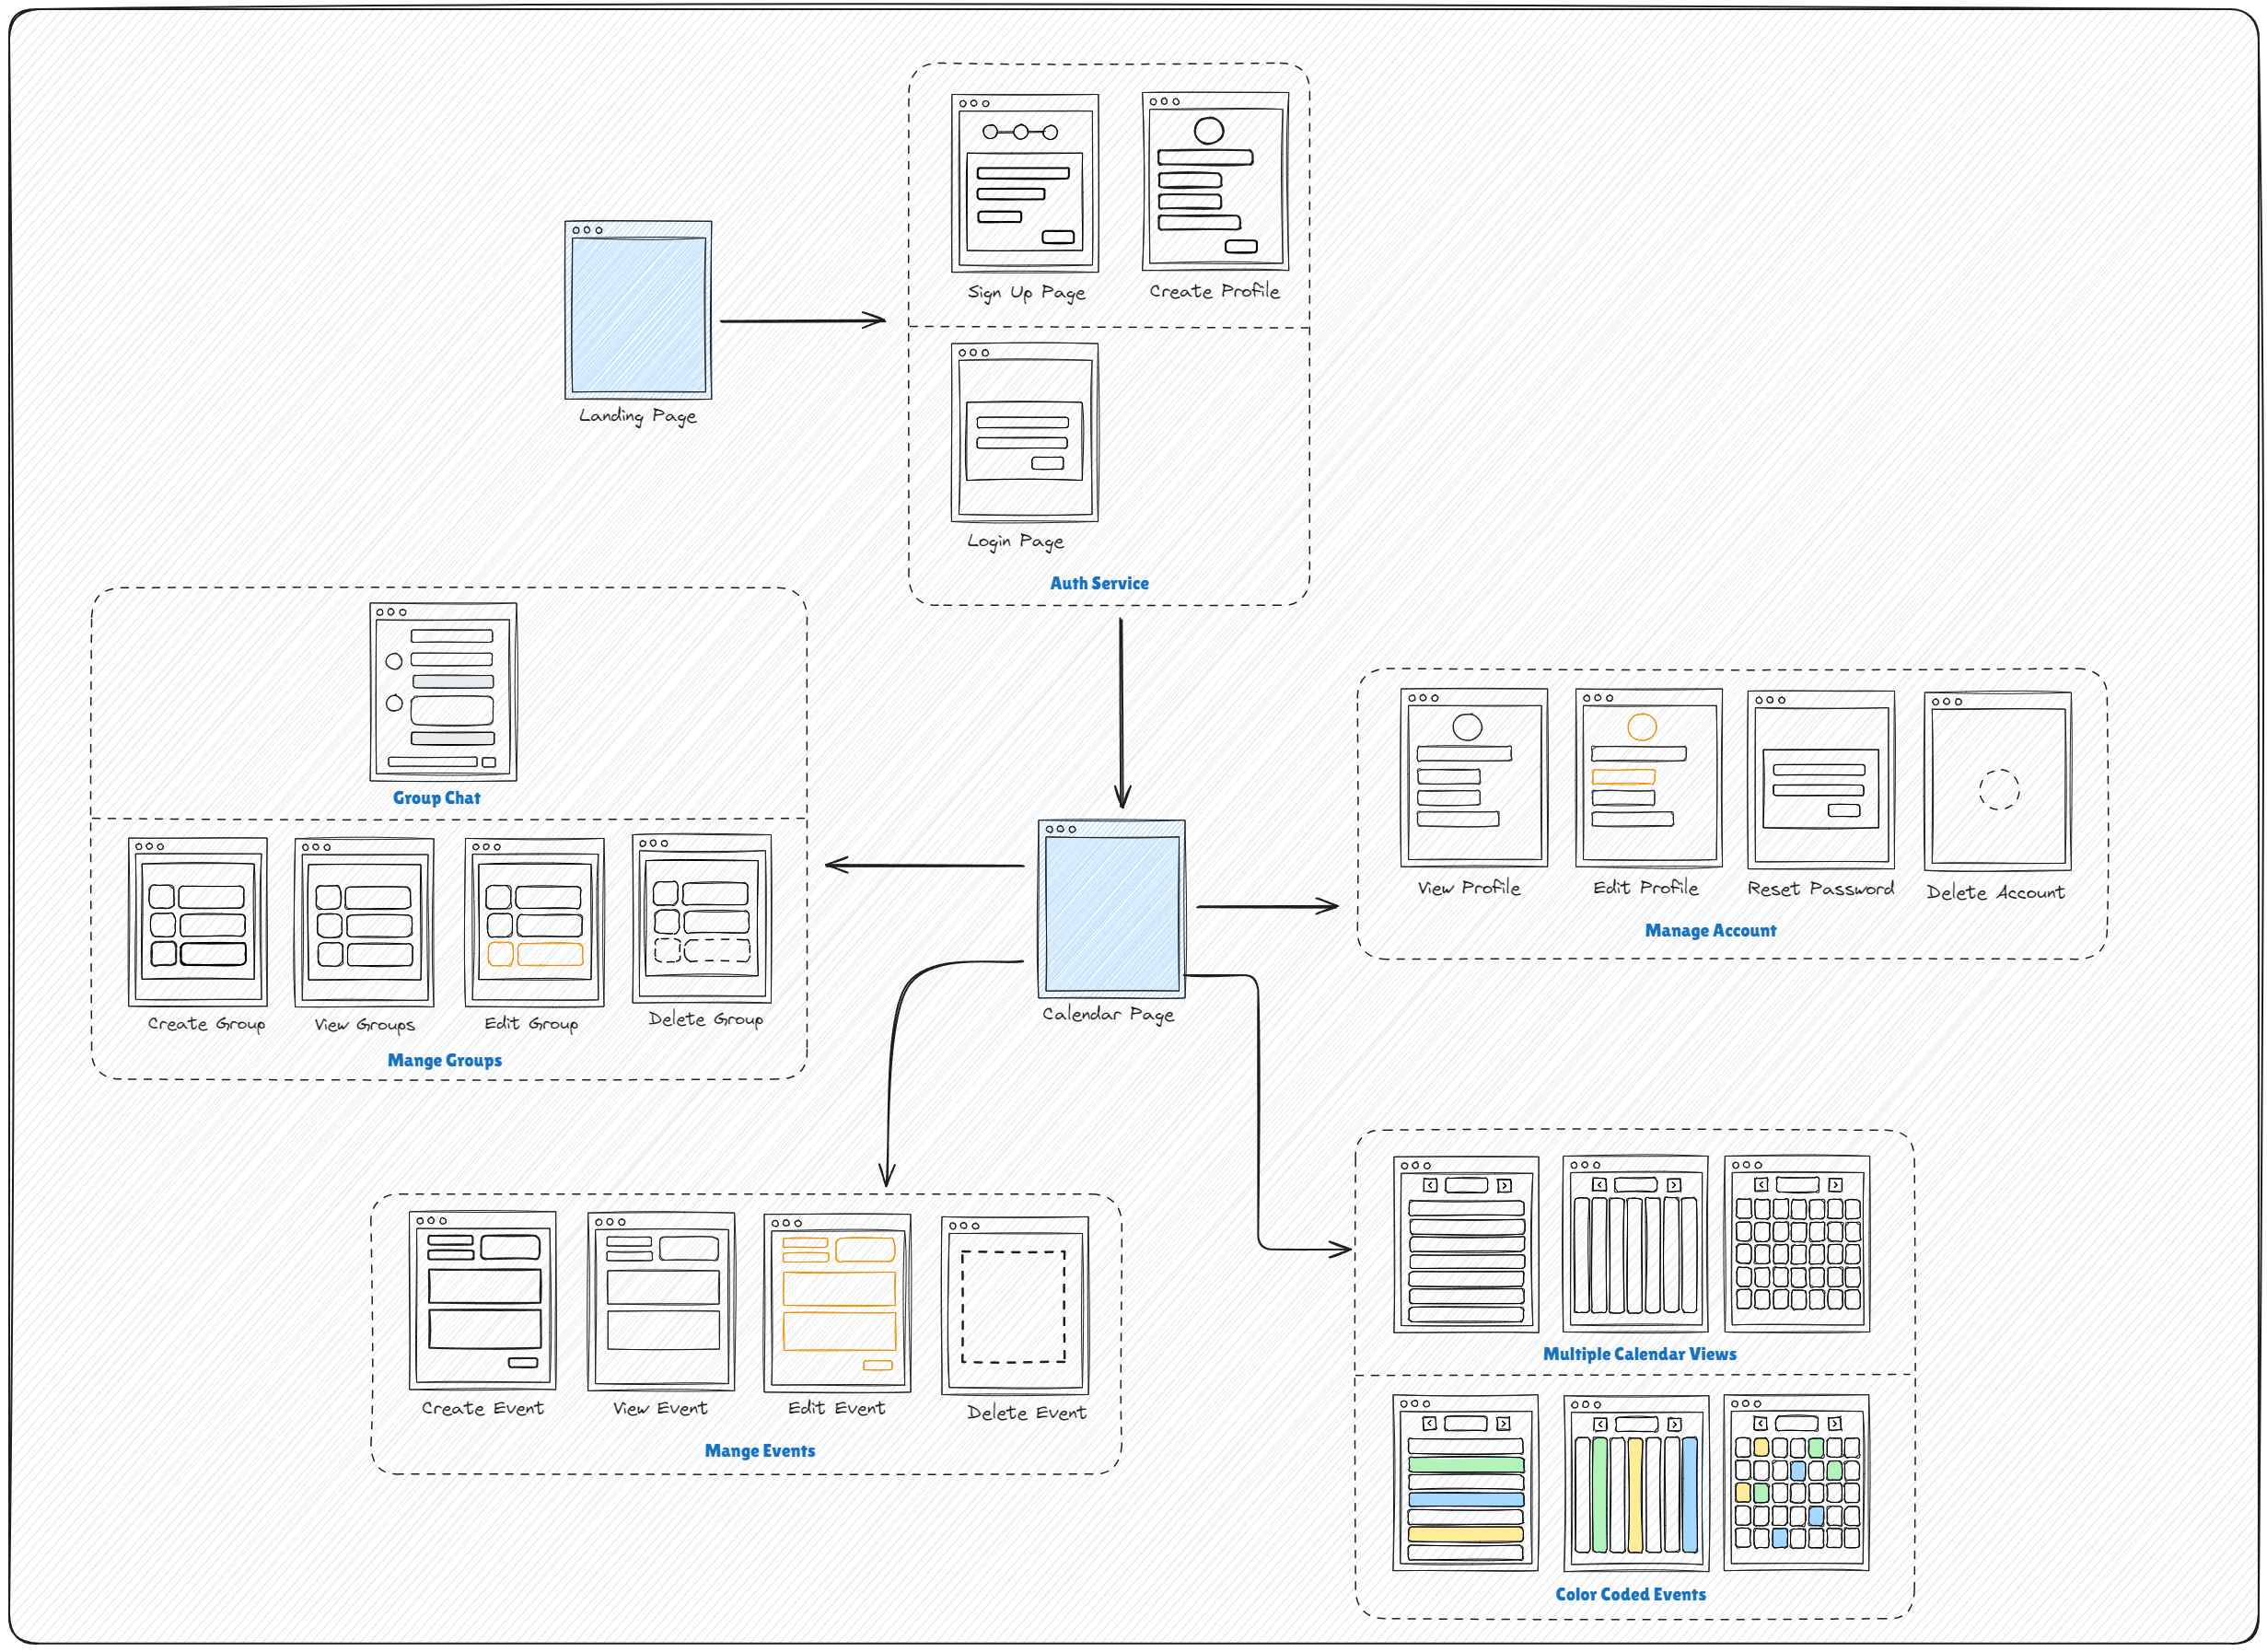 Sign Up Page
Create Profile
Landing Page
Login Page
Auth Service
Group Chat
View Profile
Edit Profile
Reset Password
Delete Account
Manage Account
Create Group
View Groups
Edit Group
Delete Group
Mange Groups
Calendar Page
Multiple Calendar Views
Create Event
View Event
Edit Event
Delete Event
Mange Events
Color Coded Events